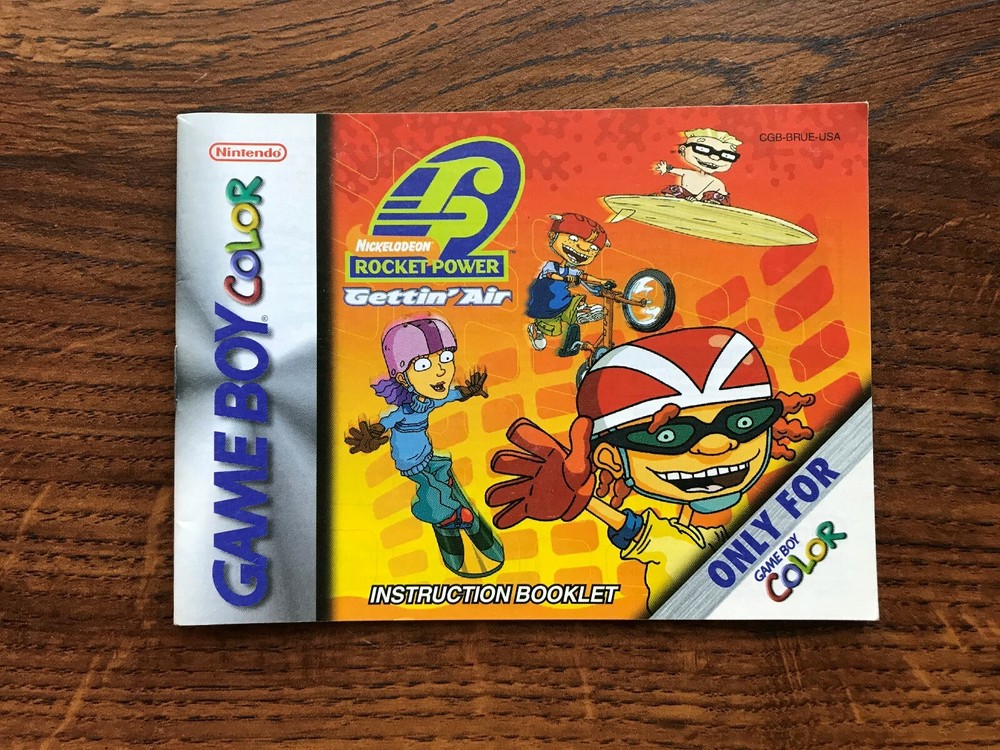 Nintendo
GAME BOY COLOR
®
CGB-BRUE-USA
NICKELODEON
ROCKET POWER
™
Gettin' Air
INSTRUCTION BOOKLET
ONLY FOR
GAME BOY
COLOR